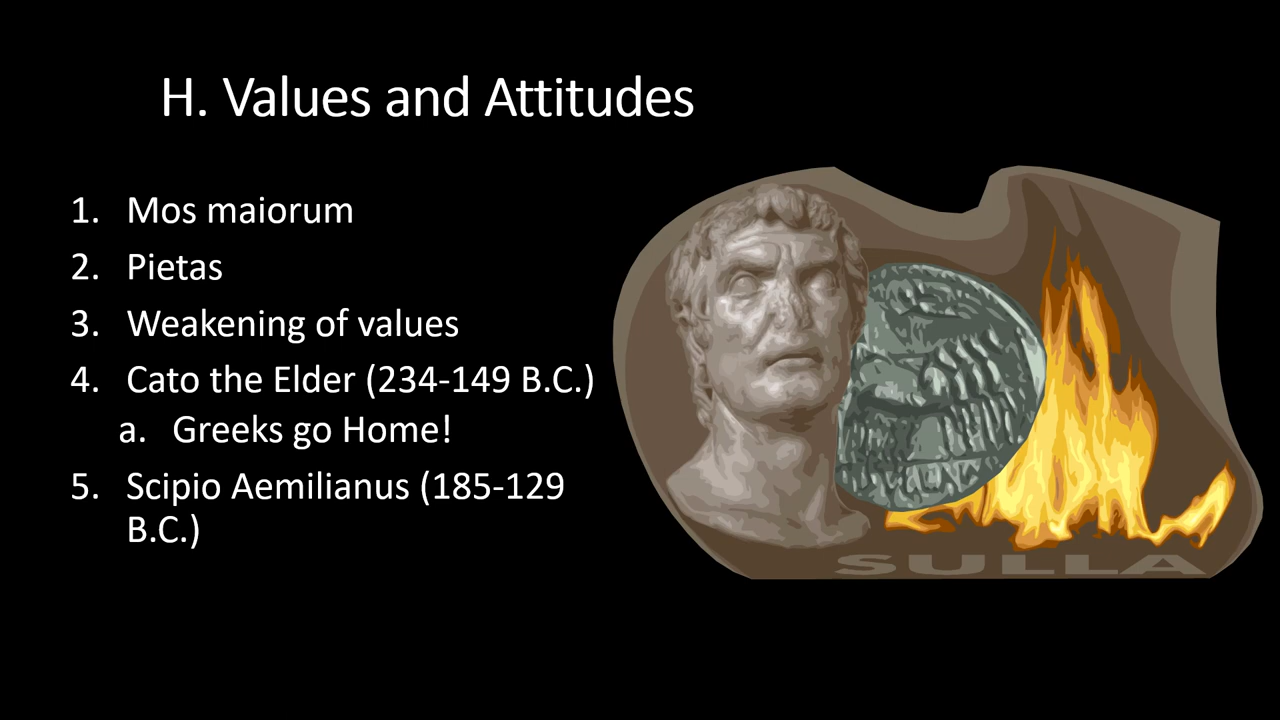 H. Values and Attitudes
1. Mos maiorum
2. Pietas
3. Weakening of values
4. Cato the Elder (234-149 B.C.)
a. Greeks go Home!
5. Scipio Aemilianus (185-129
B.C.)
SULLA